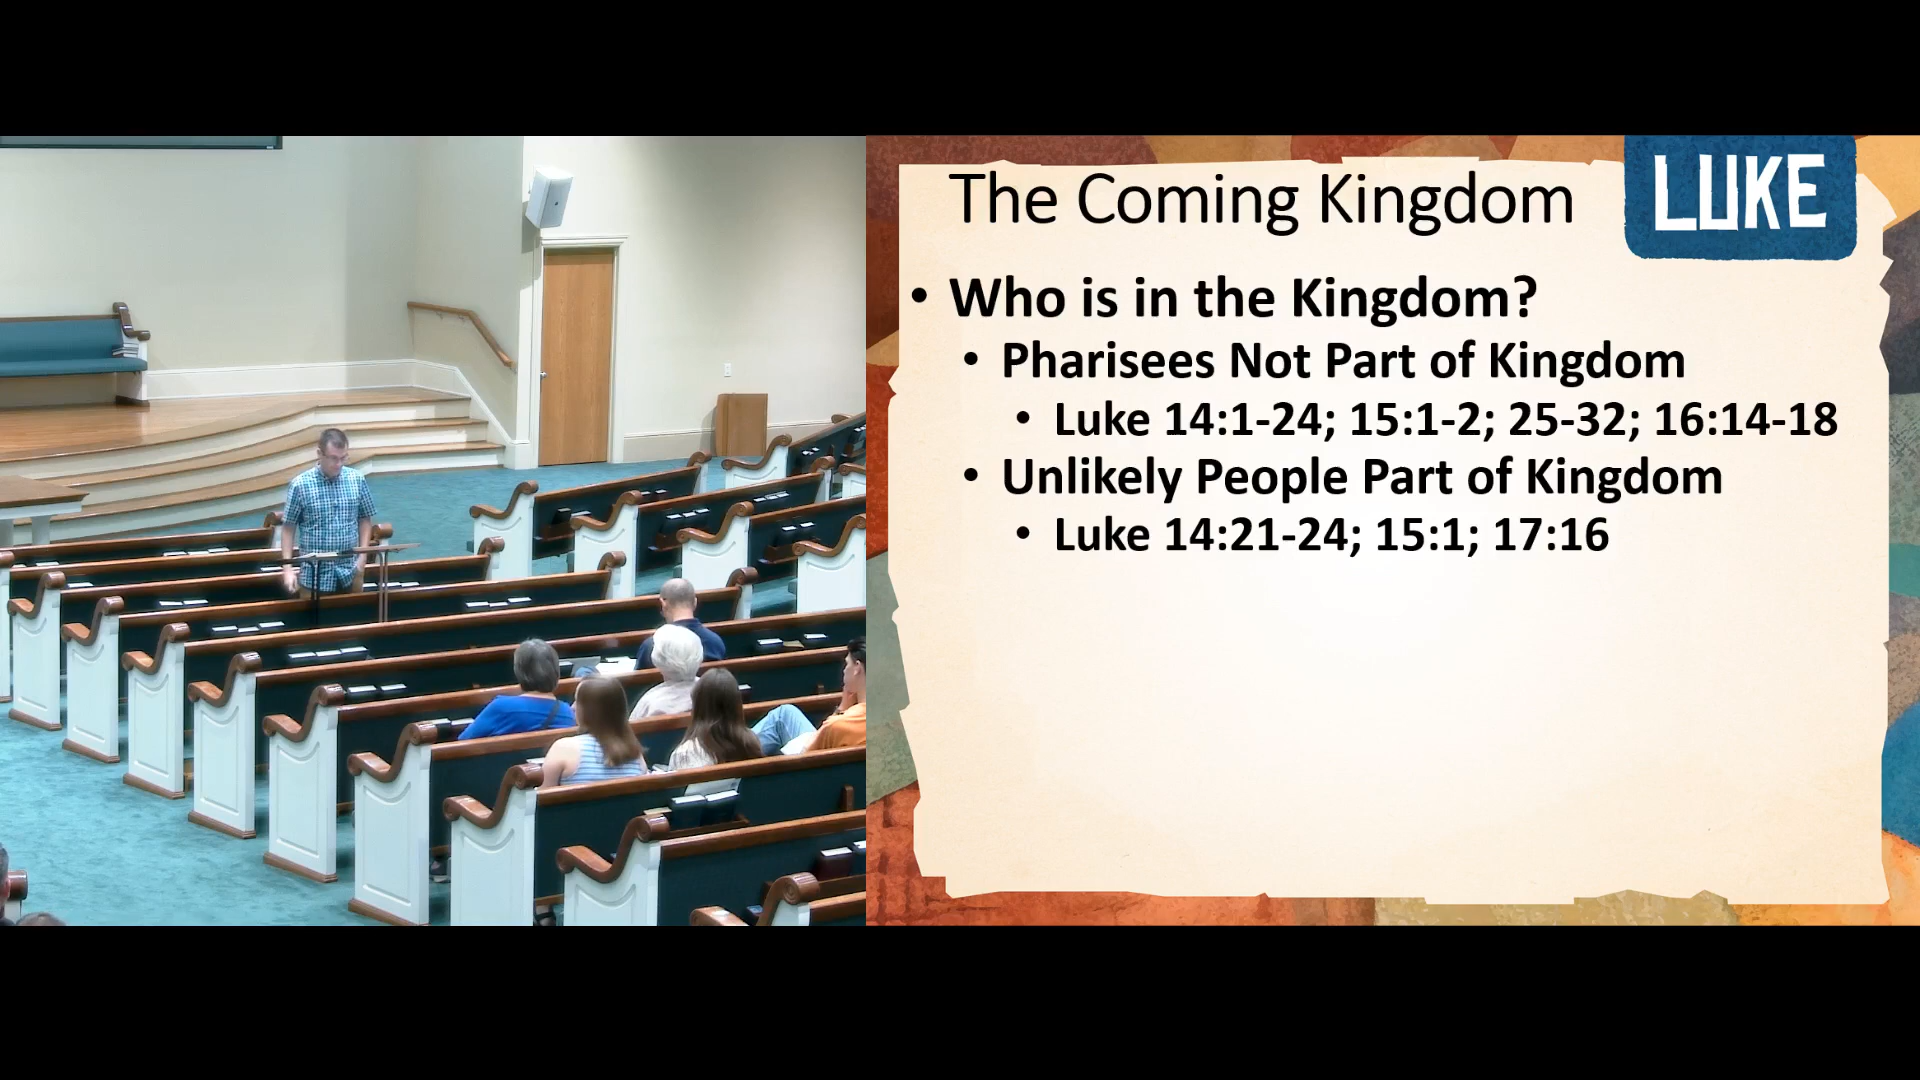 The Coming Kingdom
LUKE
• Who is in the Kingdom?
• Pharisees Not Part of Kingdom
• Luke 14:1-24; 15:1-2; 25-32; 16:14-18
• Unlikely People Part of Kingdom
• Luke 14:21-24; 15:1; 17:16